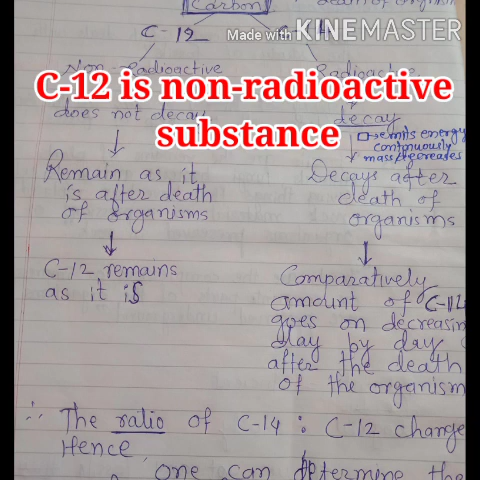 Carbon
C-12
Made with KINEMASTER
Non-Radioactive
Radioactive
C-12 is non-radioactive
substance
does not decay
decay
→ emits energy
continuously
mass decreases
Remain as it
is after death
of organisms
Decays after
death of
organisms
C-12 remains
as it is
Comparatively
amount of C-14
goes on decreasin
day by day
after the death
of the organism
∴ The ratio of C-14 : C-12 change
Hence
one can determine the